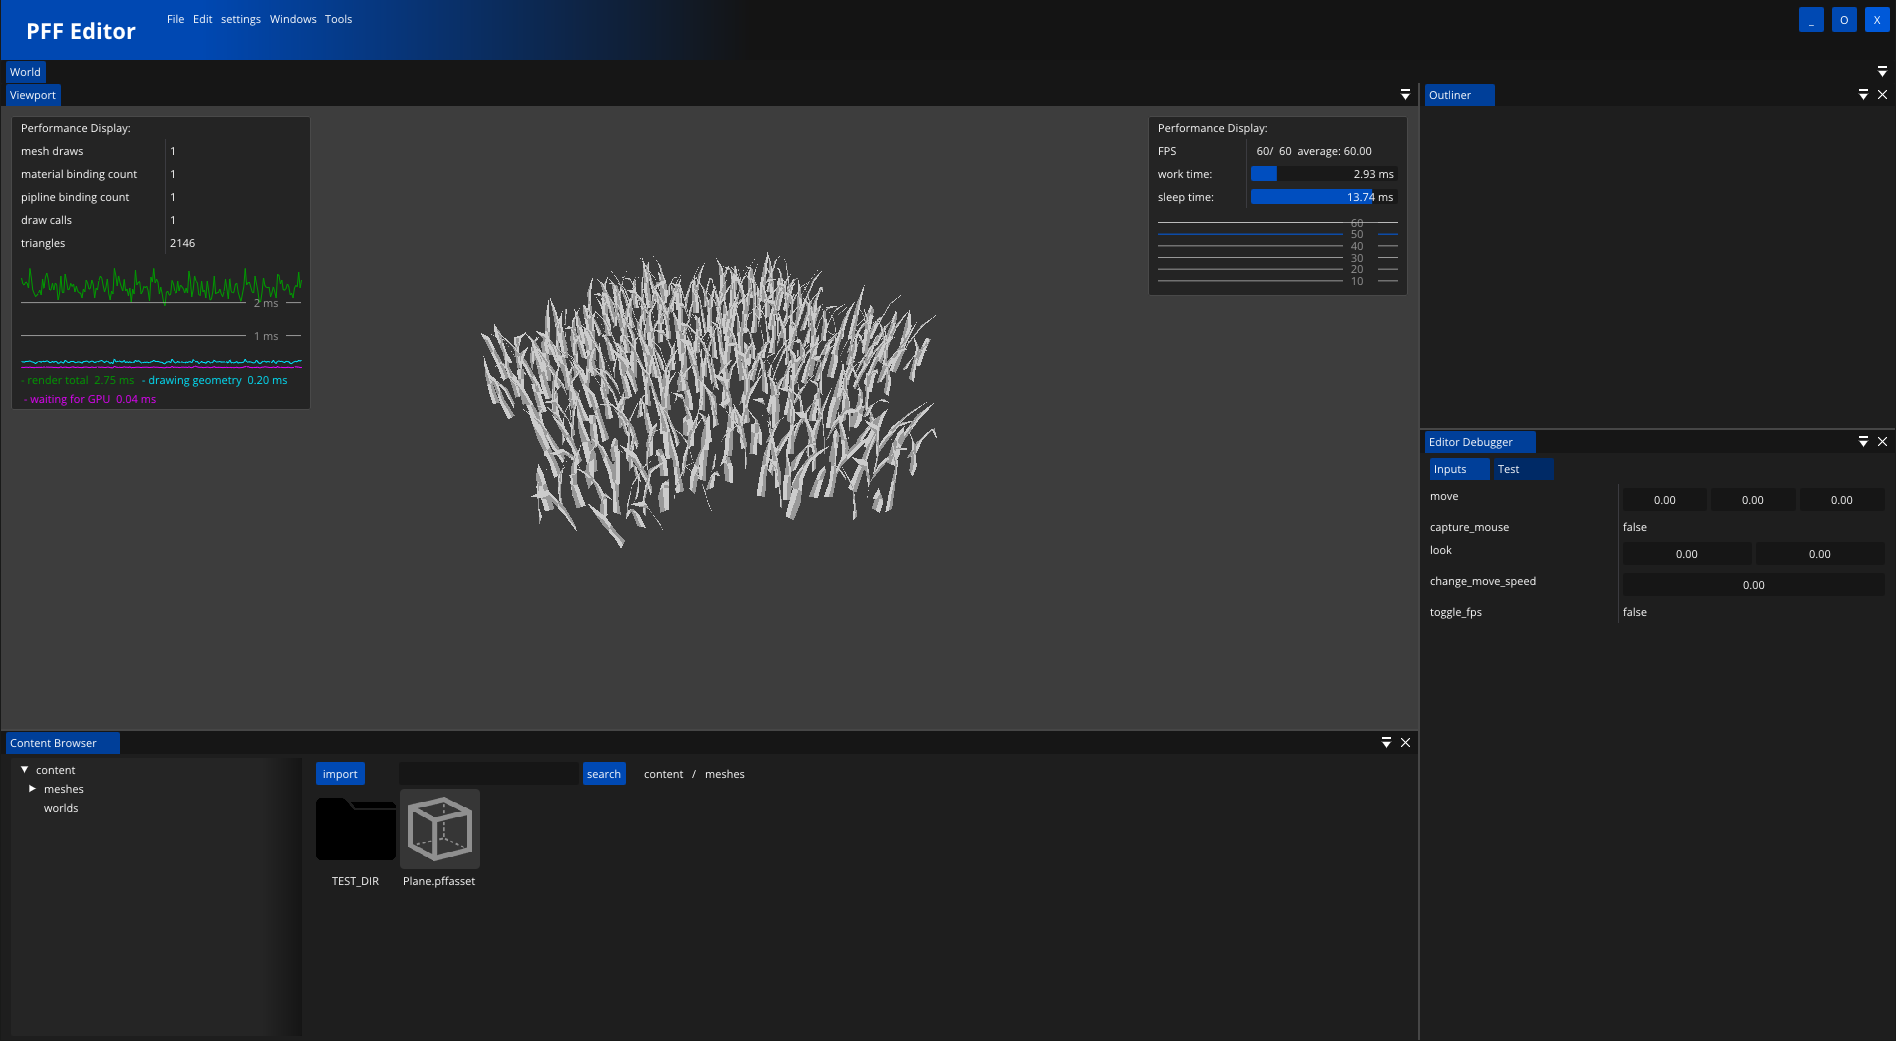 PFF Editor
File Edit settings Windows Tools
_ O X
World
Viewport
Performance Display:
mesh draws 1
material binding count 1
pipline binding count 1
draw calls 1
triangles 2146
2 ms
1 ms
- render total 2.75 ms - drawing geometry 0.20 ms
- waiting for GPU 0.04 ms
Performance Display:
FPS 60/ 60 average: 60.00
work time: 2.93 ms
sleep time: 13.74 ms
60
50
40
30
20
10
Outliner
Editor Debugger
Inputs Test
move 0.00 0.00 0.00
capture_mouse false
look 0.00 0.00
change_move_speed 0.00
toggle_fps false
Content Browser
content
meshes
worlds
import search content / meshes
TEST_DIR Plane.pffasset